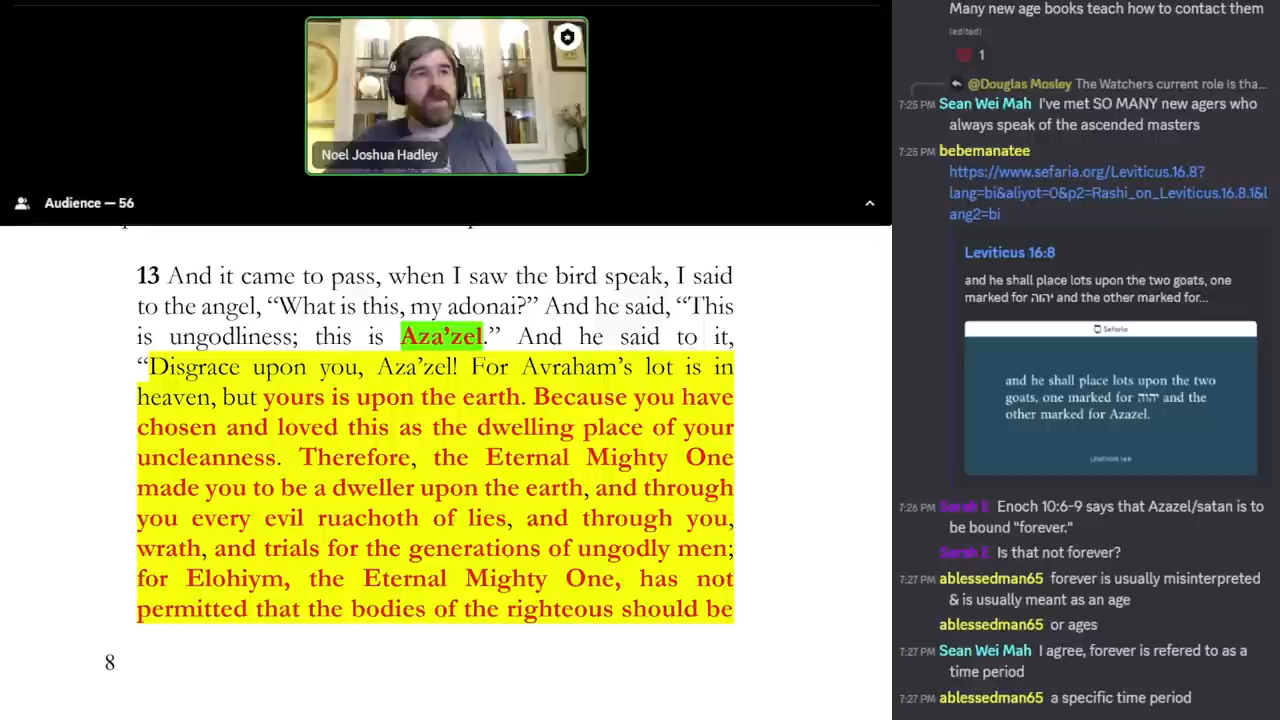 Noel Joshua Hadley
Audience — 56
13 And it came to pass, when I saw the bird speak, I said
to the angel, “What is this, my adonai?” And he said, “This
is ungodliness; this is Aza’zel.” And he said to it,
“Disgrace upon you, Aza’zel! For Avraham’s lot is in
heaven, but yours is upon the earth. Because you have
chosen and loved this as the dwelling place of your
uncleanness. Therefore, the Eternal Mighty One
made you to be a dweller upon the earth, and through
you every evil ruachoth of lies, and through you,
wrath, and trials for the generations of ungodly men;
for Elohiym, the Eternal Mighty One, has not
permitted that the bodies of the righteous should be
8
Many new age books teach how to contact them
(edited)
1
@Douglas Mosley The Watchers current role is tha...
7:25 PM Sean Wei Mah I've met SO MANY new agers who
always speak of the ascended masters
7:25 PM bebemanatee
https://www.sefaria.org/Leviticus.16.8?
lang=bi&aliyot=0&p2=Rashi_on_Leviticus.16.8.1&l
ang2=bi
Leviticus 16:8
and he shall place lots upon the two goats, one
marked for יהוה and the other marked for...
Sefaria
and he shall place lots upon the two
goats, one marked for יהוה and the
other marked for Azazel.
LEVITICUS 16:8
7:26 PM Sarah E Enoch 10:6-9 says that Azazel/satan is to
be bound "forever."
Sarah E Is that not forever?
7:27 PM ablessedman65 forever is usually misinterpreted
& is usually meant as an age
ablessedman65 or ages
7:27 PM Sean Wei Mah I agree, forever is refered to as a
time period
7:27 PM ablessedman65 a specific time period